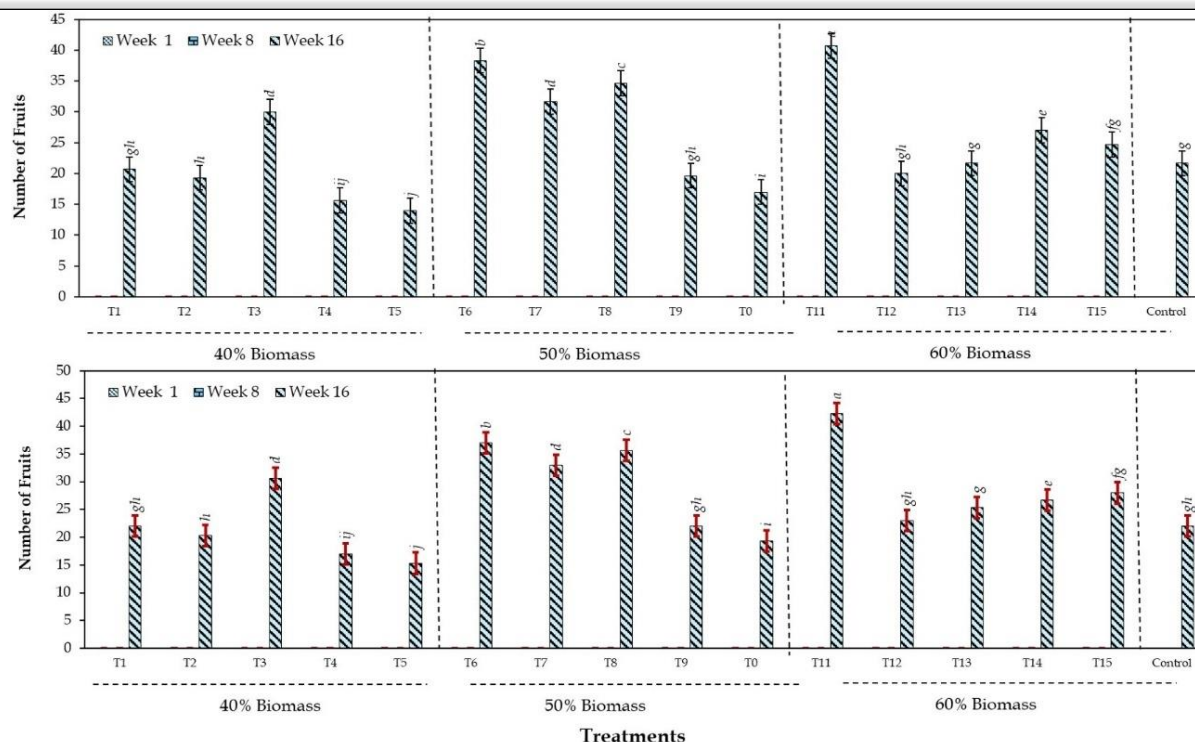 45
40
35
30
25
20
15
10
5
0
Number of Fruits
Week 1 Week 8 Week 16
gh h d ij j b d c gh i a gh g e fg g
T1 T2 T3 T4 T5 T6 T7 T8 T9 T0 T11 T12 T13 T14 T15 Control
40% Biomass 50% Biomass 60% Biomass
50
45
40
35
30
25
20
15
10
5
0
Number of Fruits
Week 1 Week 8 Week 16
gh h d ij j b d c gh i a gh g e fg gh
T1 T2 T3 T4 T5 T6 T7 T8 T9 T0 T11 T12 T13 T14 T15 Control
40% Biomass 50% Biomass 60% Biomass
Treatments